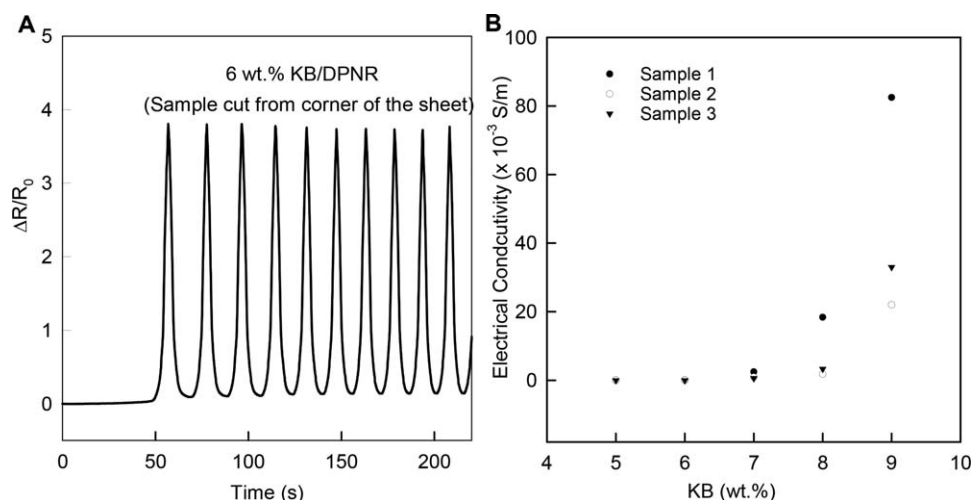 A
5
4
3
2
1
0
ΔR/R₀
6 wt.% KB/DPNR
(Sample cut from corner of the sheet)
0 50 100 150 200
Time (s)
B
100
80
60
40
20
0
Electrical Condcutivity (x 10⁻³ S/m)
Sample 1
Sample 2
Sample 3
4 5 6 7 8 9 10
KB (wt.%)